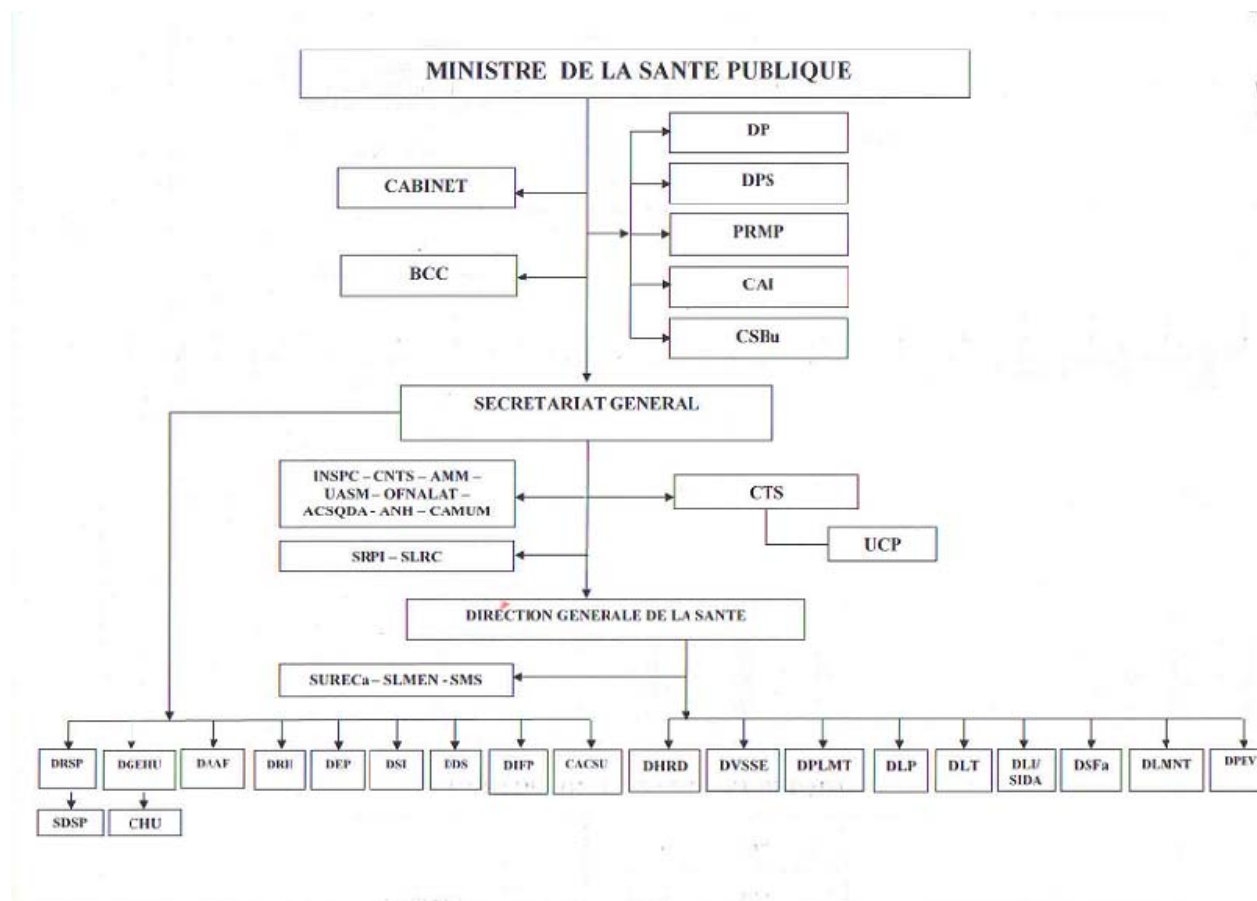 MINISTRE DE LA SANTE PUBLIQUE
DP
CABINET
DPS
PRMP
BCC
CAI
CSBu
SECRETARIAT GENERAL
INSPC – CNTS – AMM –
UASM – OFNALAT –
ACSQDA - ANH – CAMUM
CTS
UCP
SRPI – SLRC
DIRECTION GENERALE DE LA SANTE
SURECa – SLMEN - SMS
DRSP
DGEHU
DAAF
DRH
DEP
DSI
DDS
DIFP
CACSU
DHRD
DVSSE
DPLMT
DLP
DLT
SIDA
DSFa
DLMNT
DPEV
SDSP
CHU